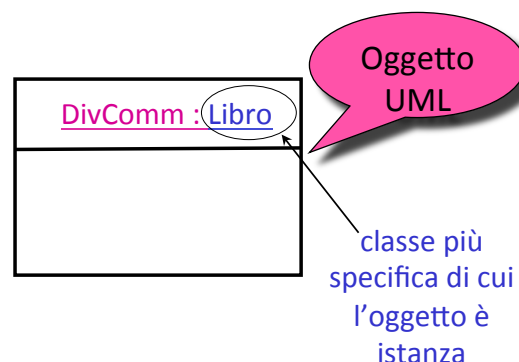 Oggetto
UML
DivComm : Libro
classe più
specifica di cui
l'oggetto è
istanza